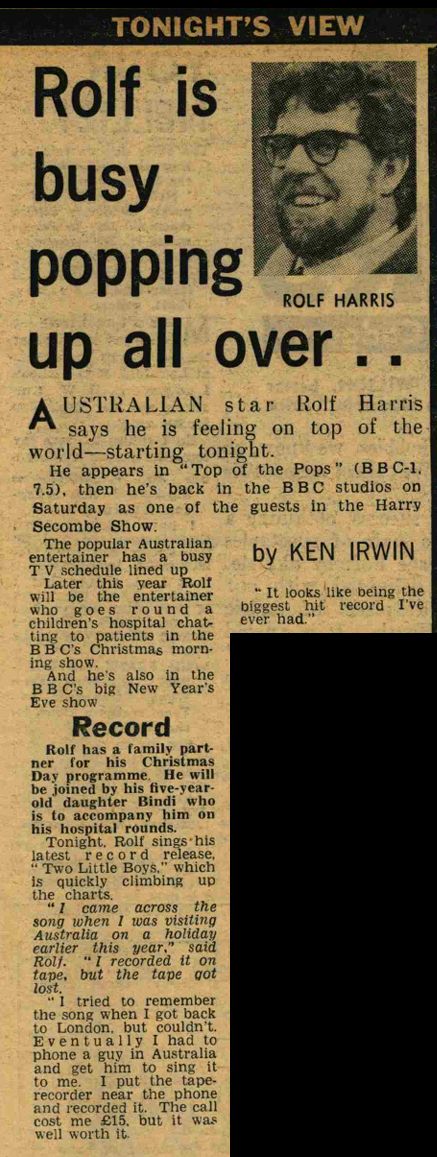 TONIGHT'S VIEW
Rolf is
busy
popping
up all over . .
ROLF HARRIS
AUSTRALIAN star Rolf Harris
says he is feeling on top of the
world—starting tonight.
He appears in "Top of the Pops" (BBC-1,
7.5), then he's back in the BBC studios on
Saturday as one of the guests in the Harry
Secombe Show.
The popular Australian
entertainer has a busy
TV schedule lined up
Later this year Rolf
will be the entertainer
who goes round a
children's hospital chat-
ting to patients in the
BBC's Christmas morn-
ing show.
And he's also in the
BBC's big New Year's
Eve show
Record
Rolf has a family part-
ner for his Christmas
Day programme. He will
be joined by his five-year-
old daughter Bindi who
is to accompany him on
his hospital rounds.
Tonight, Rolf sings his
latest record release,
"Two Little Boys," which
is quickly climbing up
the charts.
"I came across the
song when I was visiting
Australia on a holiday
earlier this year," said
Rolf. "I recorded it on
tape, but the tape got
lost.
"I tried to remember
the song when I got back
to London, but couldn't.
Eventually I had to
phone a guy in Australia
and get him to sing it
to me. I put the tape-
recorder near the phone
and recorded it. The call
cost me £15, but it was
well worth it.
by KEN IRWIN
"It looks like being the
biggest hit record I've
ever had."